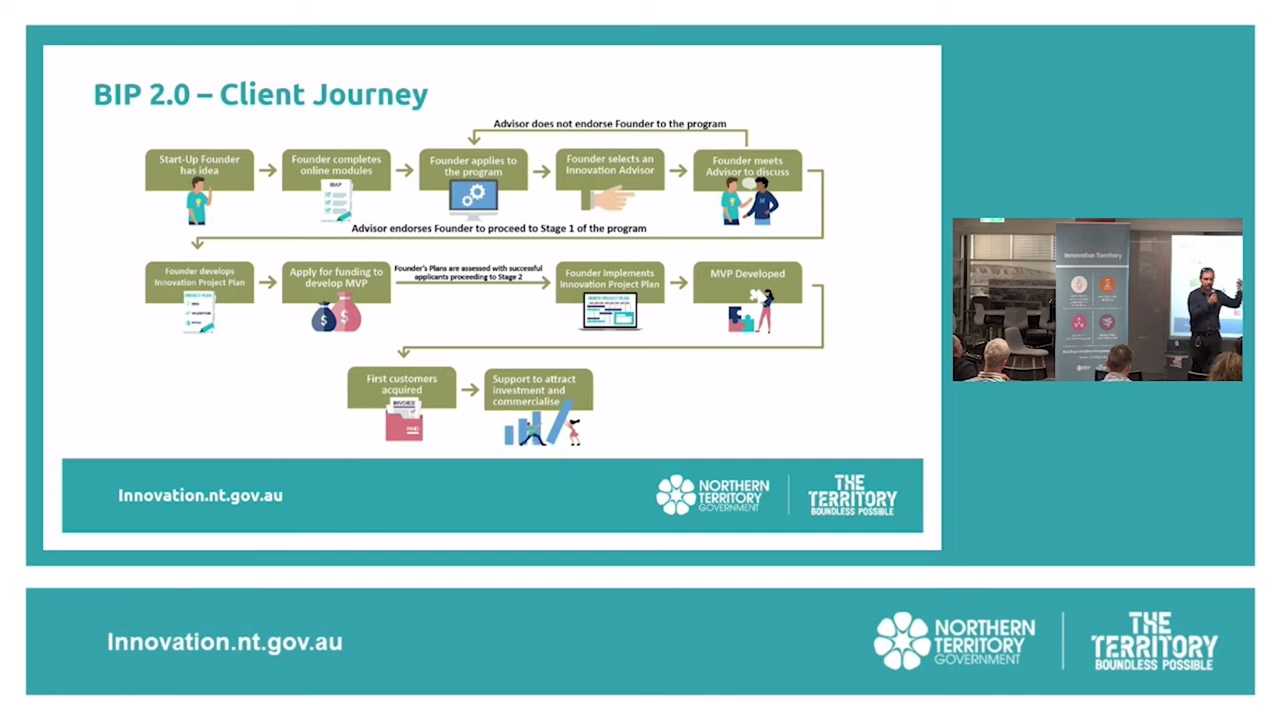 BIP 2.0 – Client Journey
Advisor does not endorse Founder to the program
Start-Up Founder
has idea
Founder completes
online modules
Founder applies to
the program
Founder selects an
Innovation Advisor
Founder meets
Advisor to discuss
Advisor endorses Founder to proceed to Stage 1 of the program
Founder develops
Innovation Project Plan
PROJECT PLAN
Apply for funding to
develop MVP
$ $
Founder's Plans are assessed with successful
applicants proceeding to Stage 2
Founder implements
Innovation Project Plan
MVP Developed
First customers
acquired
INVOICE
PAID
Support to attract
investment and
commercialise
Innovation.nt.gov.au
NORTHERN
TERRITORY
GOVERNMENT
THE
TERRITORY
BOUNDLESS POSSIBLE
Innovation Territory
Innovation.nt.gov.au
NORTHERN
TERRITORY
GOVERNMENT
THE
TERRITORY
BOUNDLESS POSSIBLE